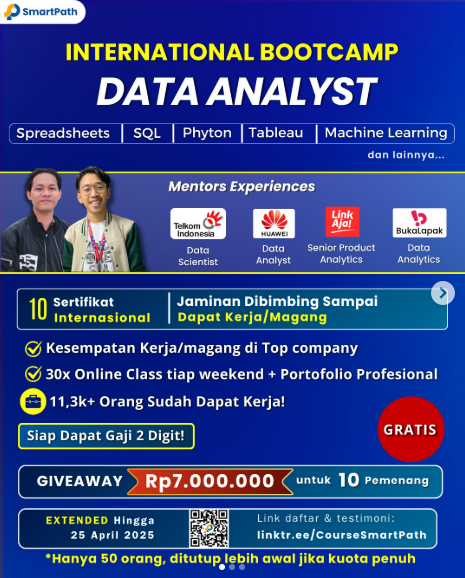 SmartPath
INTERNATIONAL BOOTCAMP
DATA ANALYST
Spreadsheets | SQL | Phyton | Tableau | Machine Learning
dan lainnya...
Mentors Experiences
Telkom Indonesia
HUAWEI
Link Aja!
BukaLapak
Data Scientist
Data Analyst
Senior Product Analytics
Data Analytics
10 Sertifikat Internasional
Jaminan Dibimbing Sampai
Dapat Kerja/Magang
Kesempatan Kerja/magang di Top company
30x Online Class tiap weekend + Portofolio Profesional
11,3k+ Orang Sudah Dapat Kerja!
Siap Dapat Gaji 2 Digit!
GRATIS
GIVEAWAY Rp7.000.000 untuk 10 Pemenang
EXTENDED Hingga
25 April 2025
Link daftar & testimoni:
linktr.ee/CourseSmartPath
*Hanya 50 orang, ditutup lebih awal jika kuota penuh